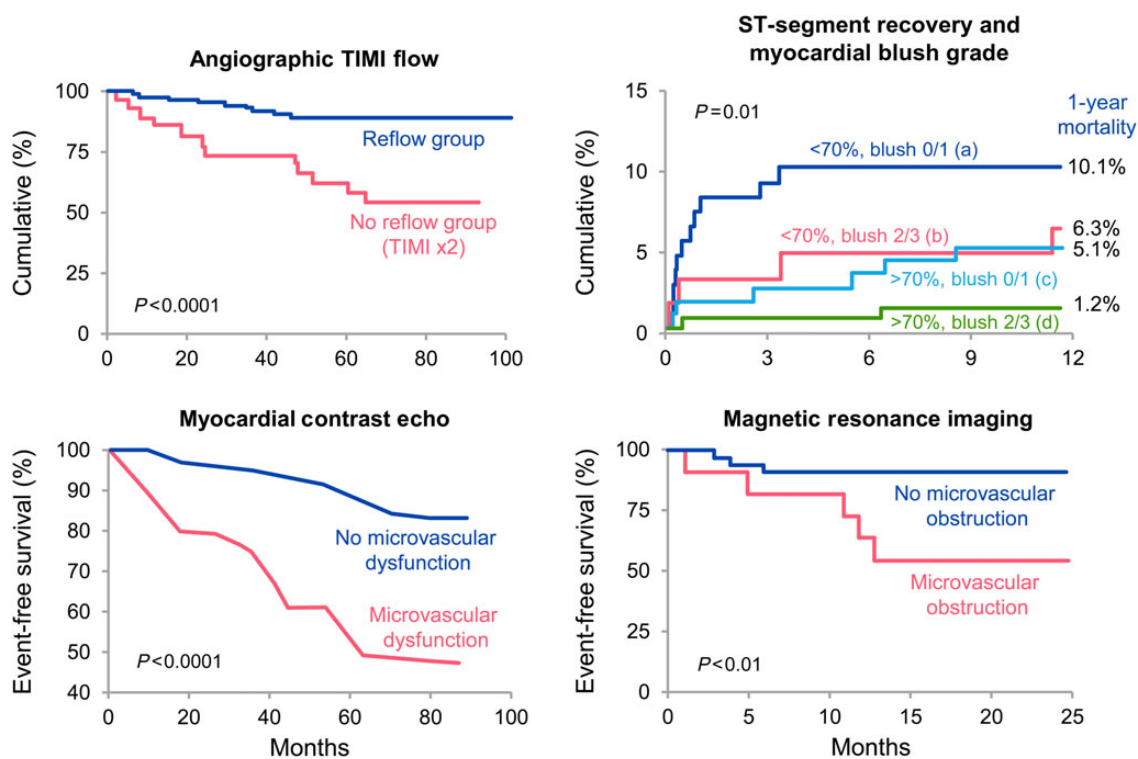 Angiographic TIMI flow
Cumulative (%)
100
75
50
25
0
Reflow group
No reflow group
(TIMI x2)
P<0.0001
0
20
40
60
80
100
ST-segment recovery and
myocardial blush grade
Cumulative (%)
15
10
5
0
P=0.01
1-year
mortality
<70%, blush 0/1 (a)
10.1%
<70%, blush 2/3 (b)
6.3%
5.1%
>70%, blush 0/1 (c)
1.2%
>70%, blush 2/3 (d)
0
3
6
9
12
Myocardial contrast echo
Event-free survival (%)
100
90
80
70
60
50
40
No microvascular
dysfunction
Microvascular
dysfunction
P<0.0001
0
20
40
60
80
100
Months
Magnetic resonance imaging
Event-free survival (%)
100
75
50
25
0
No microvascular
obstruction
Microvascular
obstruction
P<0.01
0
5
10
15
20
25
Months